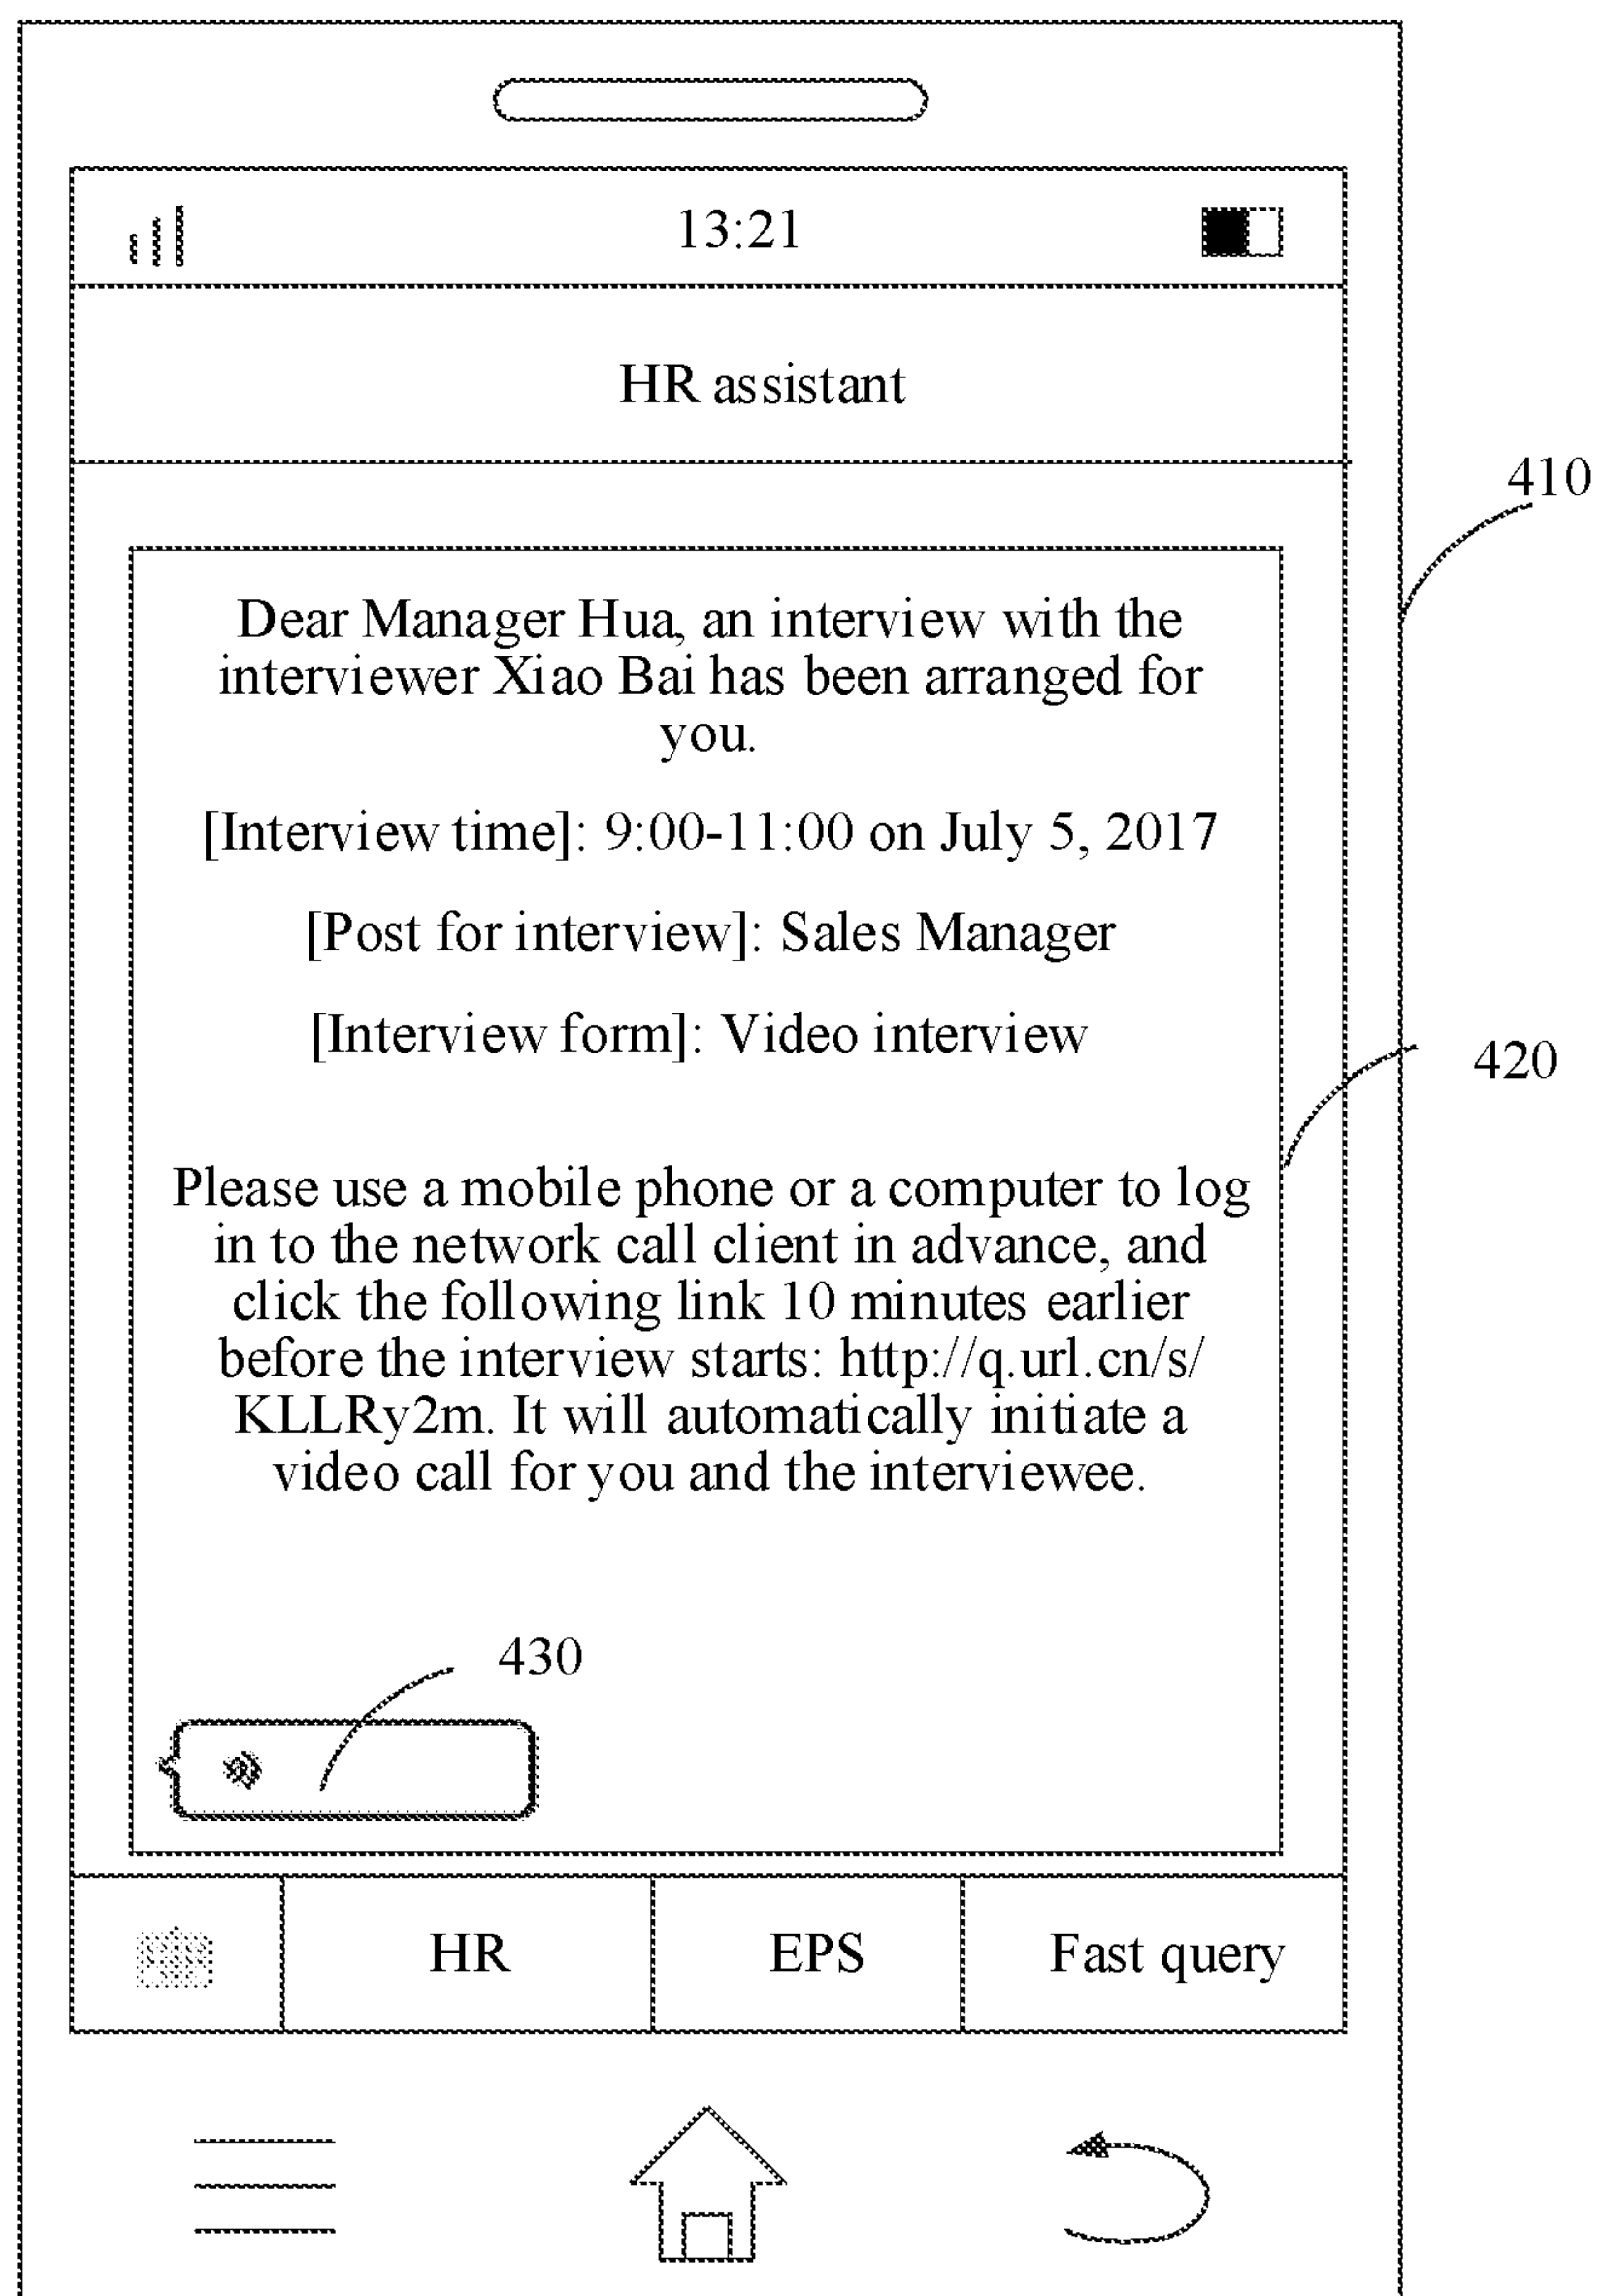 13:21
HR assistant
410
Dear Manager Hua, an interview with the
interviewer Xiao Bai has been arranged for
you.
[Interview time]: 9:00-11:00 on July 5, 2017
[Post for interview]: Sales Manager
[Interview form]: Video interview
420
Please use a mobile phone or a computer to log
in to the network call client in advance, and
click the following link 10 minutes earlier
before the interview starts: http://q.url.cn/s/
KLLRy2m. It will automatically initiate a
video call for you and the interviewee.
430
HR
EPS
Fast query